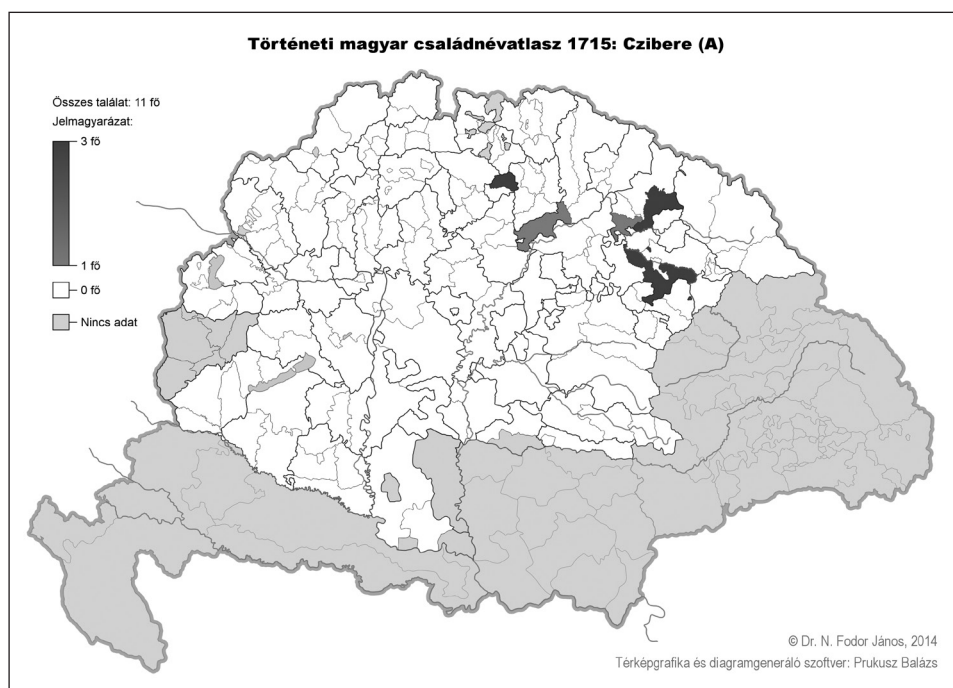 Történeti magyar családnévatlasz 1715: Czibere (A)
Összes találat: 11 fő
Jelmagyarázat:
3 fő
1 fő
0 fő
Nincs adat
© Dr. N. Fodor János, 2014
Térképgrafika és diagramgeneráló szoftver: Prukusz Balázs